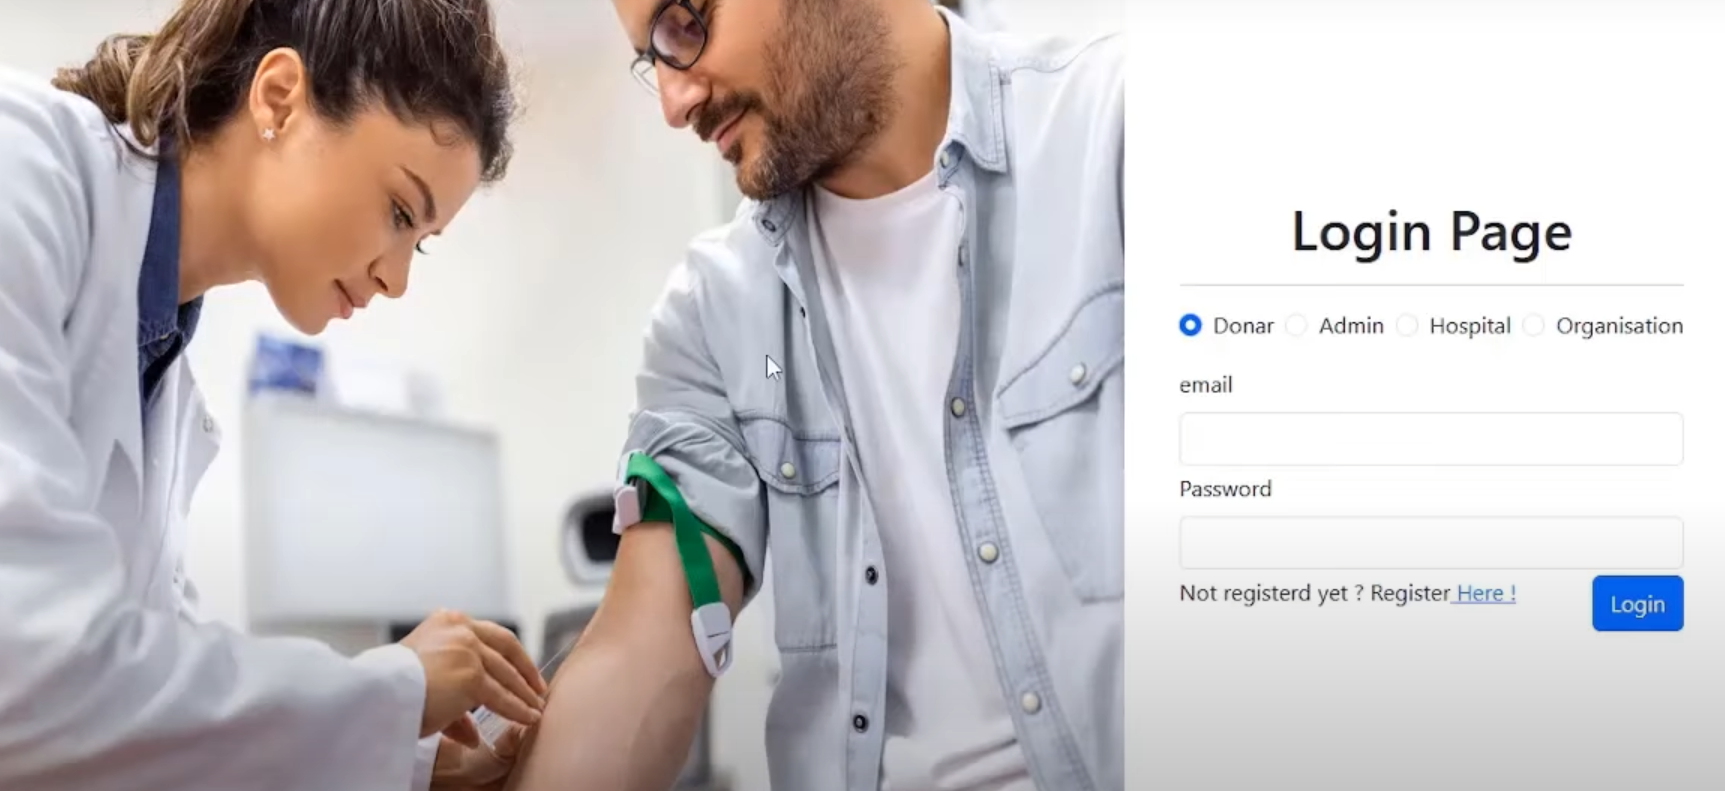 Login Page
Donar Admin Hospital Organisation
email
Password
Not registerd yet ? Register Here !
Login